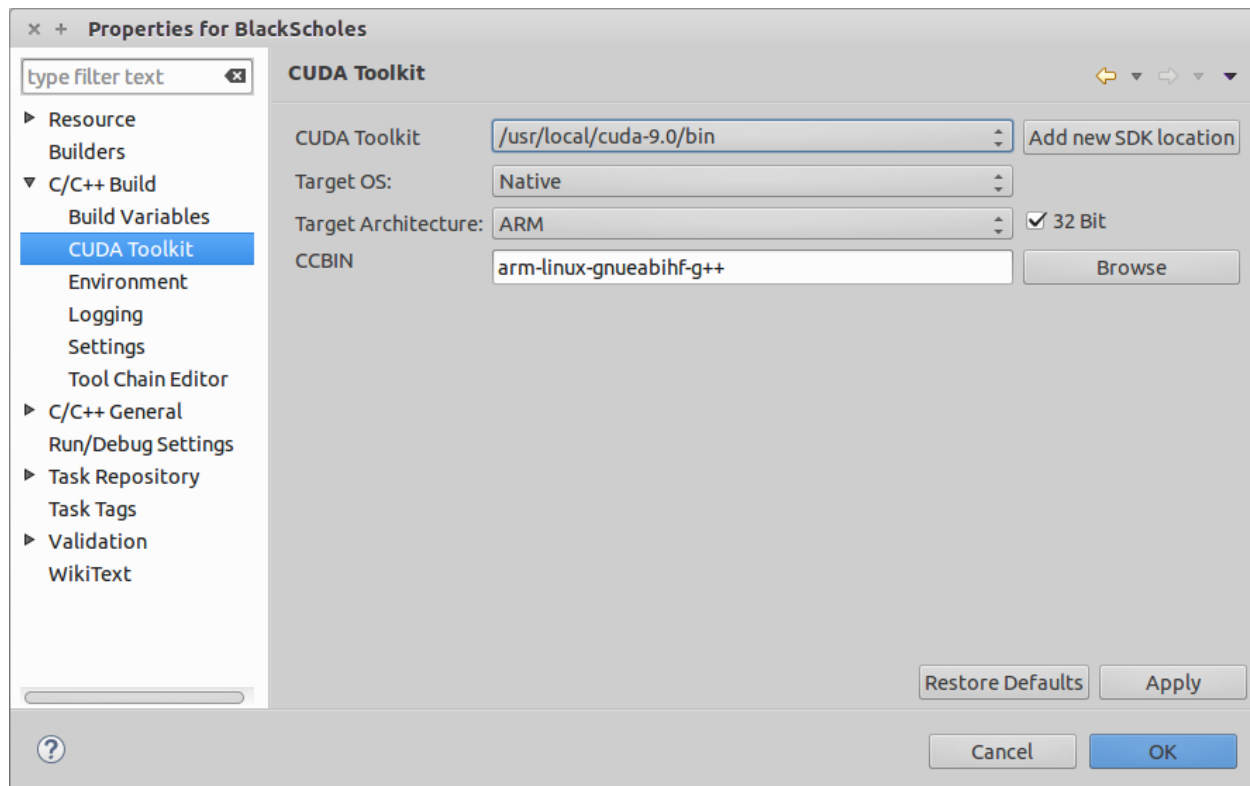 Properties for BlackScholes
type filter text
Resource
Builders
C/C++ Build
Build Variables
CUDA Toolkit
Environment
Logging
Settings
Tool Chain Editor
C/C++ General
Run/Debug Settings
Task Repository
Task Tags
Validation
WikiText
CUDA Toolkit
CUDA Toolkit /usr/local/cuda-9.0/bin Add new SDK location
Target OS: Native
Target Architecture: ARM 32 Bit
CCBIN arm-linux-gnueabihf-g++ Browse
Restore Defaults Apply
? Cancel OK